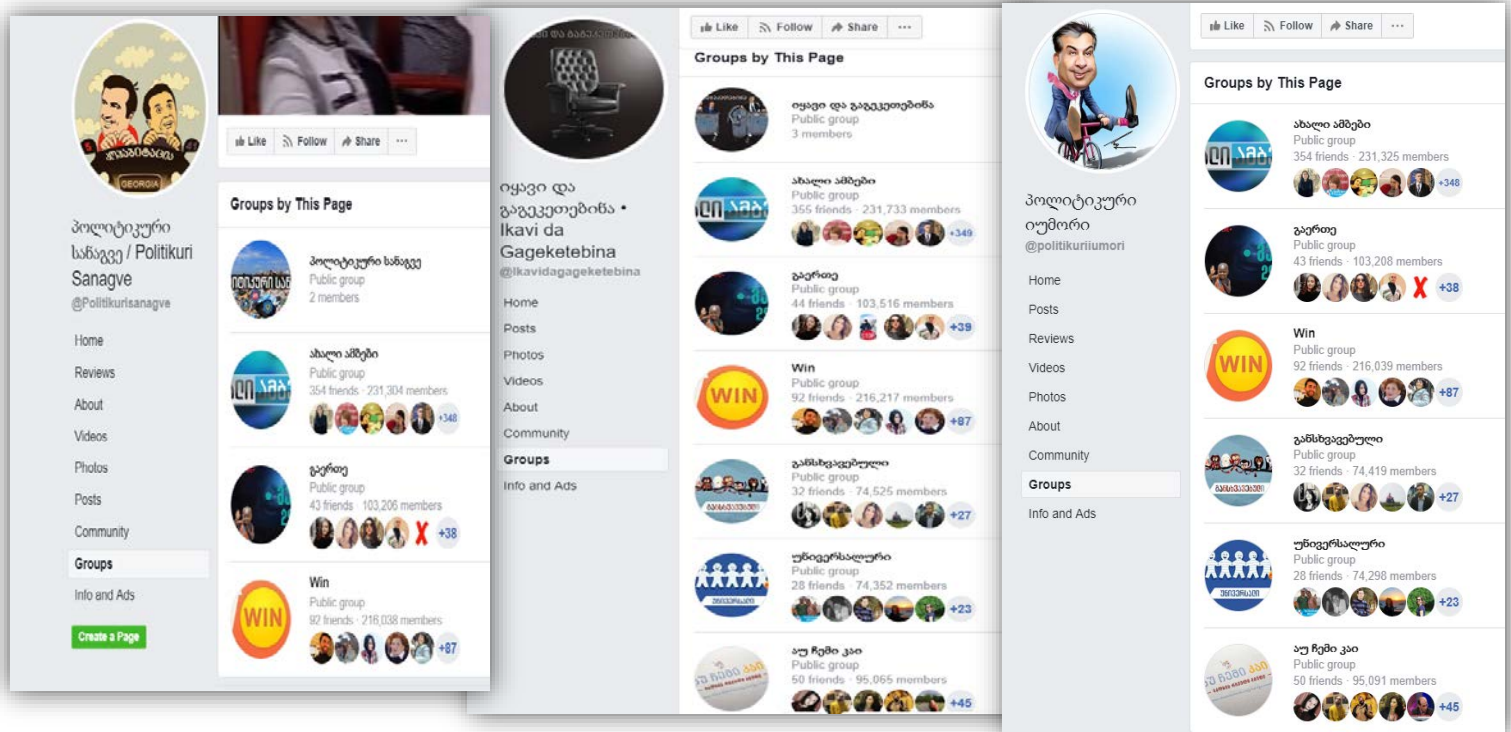 კოაბიტაცია
GEORGIA
პოლიტიკური
სანაგვე / Politikuri
Sanagve
@Politikurisanagve
Home
Reviews
About
Videos
Photos
Posts
Community
Groups
Info and Ads
Create a Page
Like Follow Share ...
Groups by This Page
პოლიტიკური სანაგვე
Public group
2 members
ახალი ამბები
Public group
354 friends · 231,304 members
+348
გაერთე
Public group
43 friends · 103,206 members
+38
WIN
Win
Public group
92 friends · 216,038 members
+87
იყავი და
გაგეკეთებინა •
Ikavi da
Gageketebina
@Ikavidagageketebina
Home
Posts
Photos
Videos
About
Community
Groups
Info and Ads
Like Follow Share ...
Groups by This Page
იყავი და გაგეკეთებინა
Public group
3 members
ახალი ამბები
Public group
355 friends · 231,733 members
+349
გაერთე
Public group
44 friends · 103,516 members
+39
WIN
Win
Public group
92 friends · 216,217 members
+87
განსხვავებული
Public group
32 friends · 74,525 members
+27
უნივერსალური
Public group
28 friends · 74,352 members
+23
აუ ჩემი კაი
Public group
50 friends · 95,065 members
+45
პოლიტიკური
იუმორი
@politikuriiumori
Home
Posts
Reviews
Videos
Photos
About
Community
Groups
Info and Ads
Like Follow Share ...
Groups by This Page
ახალი ამბები
Public group
354 friends · 231,325 members
+348
გაერთე
Public group
43 friends · 103,208 members
+38
WIN
Win
Public group
92 friends · 216,039 members
+87
განსხვავებული
Public group
32 friends · 74,419 members
+27
უნივერსალური
Public group
28 friends · 74,298 members
+23
აუ ჩემი კაი
Public group
50 friends · 95,091 members
+45